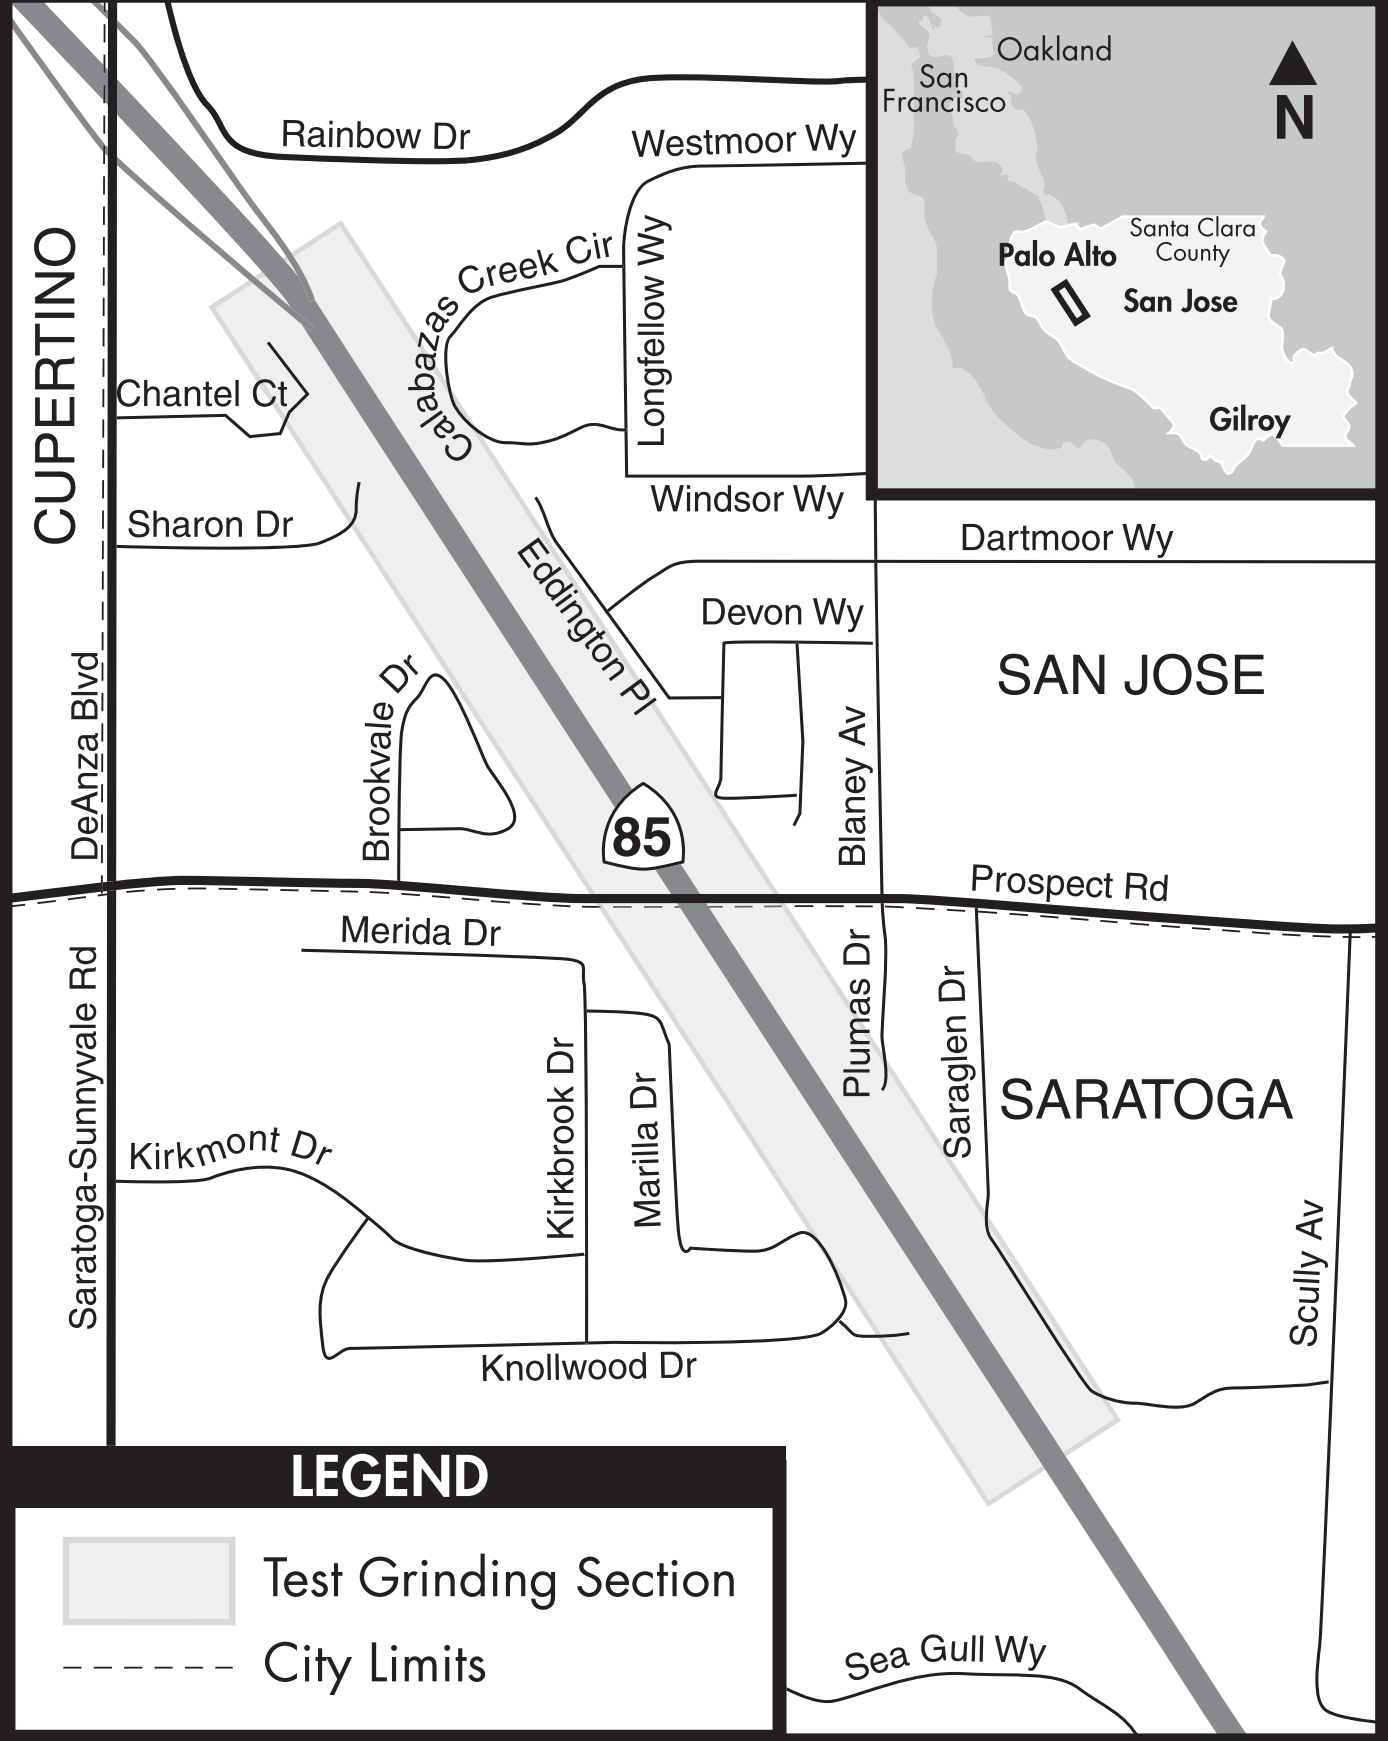 Oakland
San
Francisco
N
Santa Clara
County
Palo Alto
San Jose
Gilroy
Rainbow Dr
Westmoor Wy
CUPERTINO
Calabazas Creek Cir
Longfellow Wy
Chantel Ct
Windsor Wy
Sharon Dr
Dartmoor Wy
Eddington Pl
Devon Wy
SAN JOSE
DeAnza Blvd
Brookvale Dr
Blaney Av
85
Prospect Rd
Merida Dr
Saratoga-Sunnyvale Rd
Plumas Dr
Saraglen Dr
Kirkbrook Dr
Marilla Dr
SARATOGA
Kirkmont Dr
Scully Av
Knollwood Dr
LEGEND
Test Grinding Section
City Limits
Sea Gull Wy